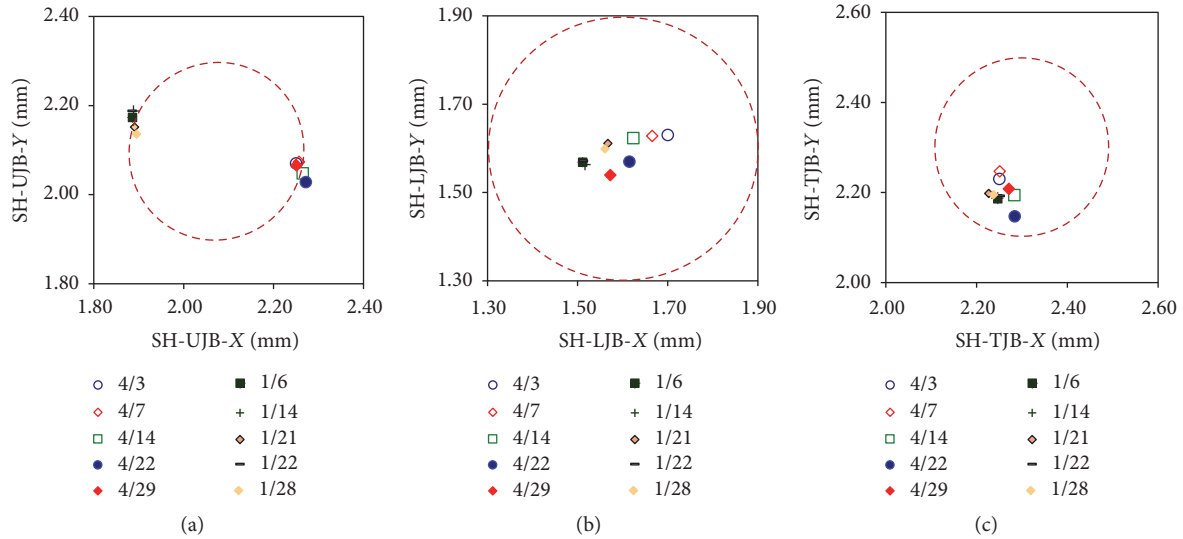 2.40
2.20
2.00
1.80
SH-UJB-Y (mm)
1.80 2.00 2.20 2.40
SH-UJB-X (mm)
4/3 1/6
4/7 1/14
4/14 1/21
4/22 1/22
4/29 1/28
(a)
1.90
1.70
1.50
1.30
SH-LJB-Y (mm)
1.30 1.50 1.70 1.90
SH-LJB-X (mm)
4/3 1/6
4/7 1/14
4/14 1/21
4/22 1/22
4/29 1/28
(b)
2.60
2.40
2.20
2.00
SH-TJB-Y (mm)
2.00 2.20 2.40 2.60
SH-TJB-X (mm)
4/3 1/6
4/7 1/14
4/14 1/21
4/22 1/22
4/29 1/28
(c)